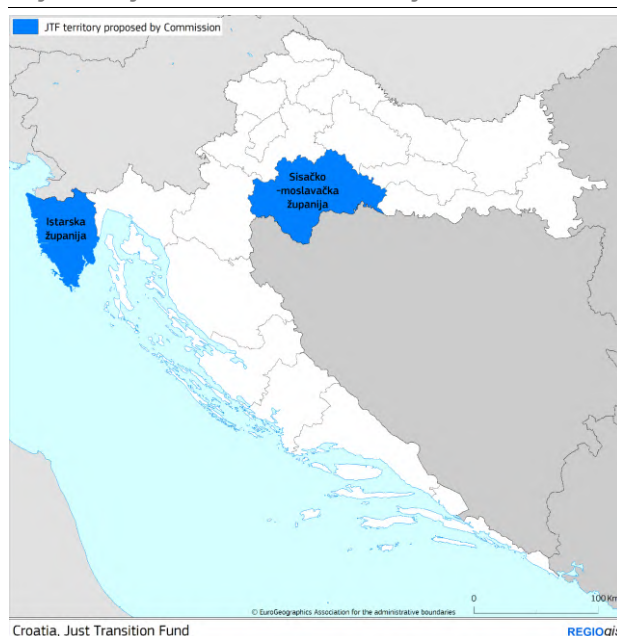 JTF territory proposed by Commission
Sisačko
-moslavačka
županija
Istarska
županija
0 100 Km
© EuroGeographics Association for the administrative boundaries
Croatia, Just Transition Fund
REGIOgis